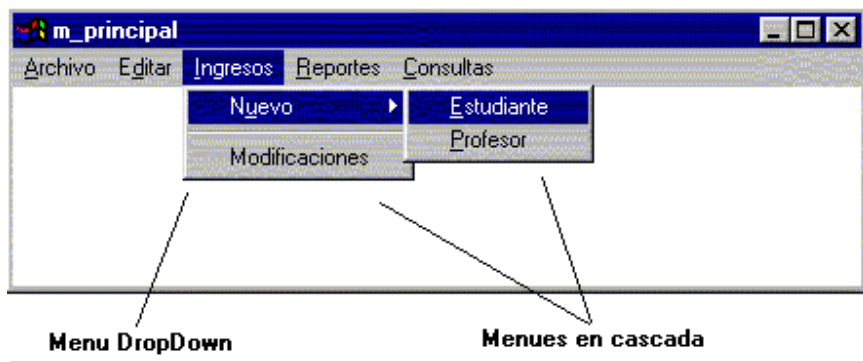 m_principal
Archivo Editar Ingresos Reportes Consultas
Nuevo Estudiante
Profesor
Modificaciones
Menu DropDown Menues en cascada